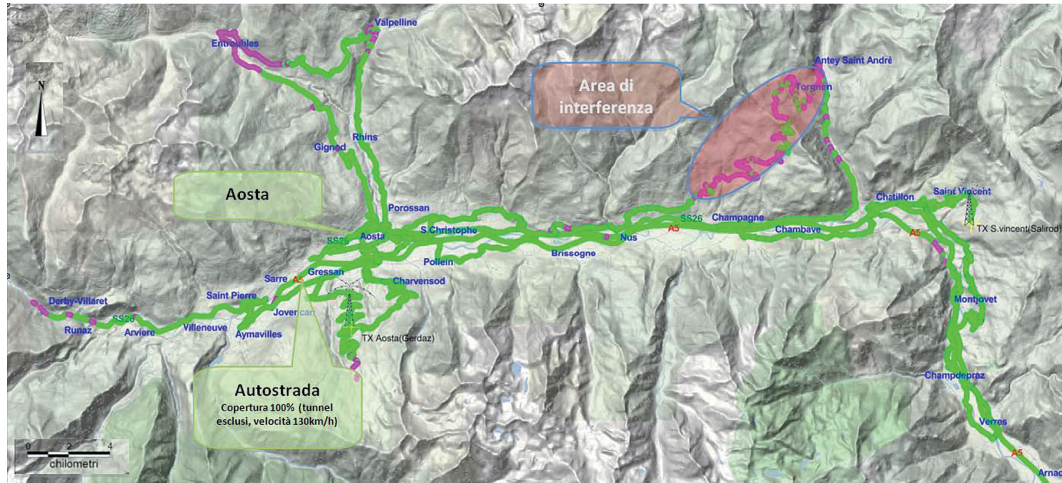 Valpelline
Entroubles
Antey Saint Andrè
Area di
interferenza
Torgnon
N
Rhins
Gignod
Aosta
Porossan
Chatillon
Saint Vincent
SS26
Champagne
S.Christophe
Aosta
A5
Chambave
TX S.vincent(Salirod)
A5
Nus
SS26
Brissogne
Pollein
Gressan
Sarre
A5
Charvensod
Saint Pierre
Derby-Villaret
Montjovet
SS26
Jovencan
Villeneuve
Runaz
Arviere
Aymavilles
TX Aosta(Gerdaz)
Champdepraz
Autostrada
Copertura 100% (tunnel
esclusi, velocità 130km/h)
Verres
0 2 4
chilometri
A5
Arnad